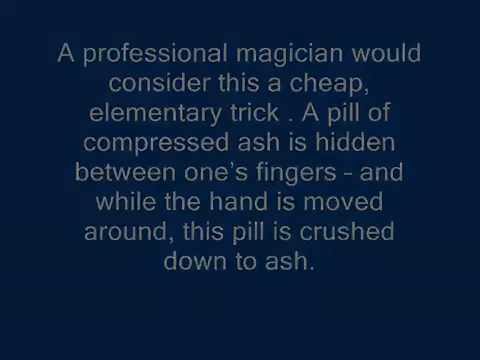 A professional magician would
consider this a cheap,
elementary trick . A pill of
compressed ash is hidden
between one’s fingers – and
while the hand is moved
around, this pill is crushed
down to ash.